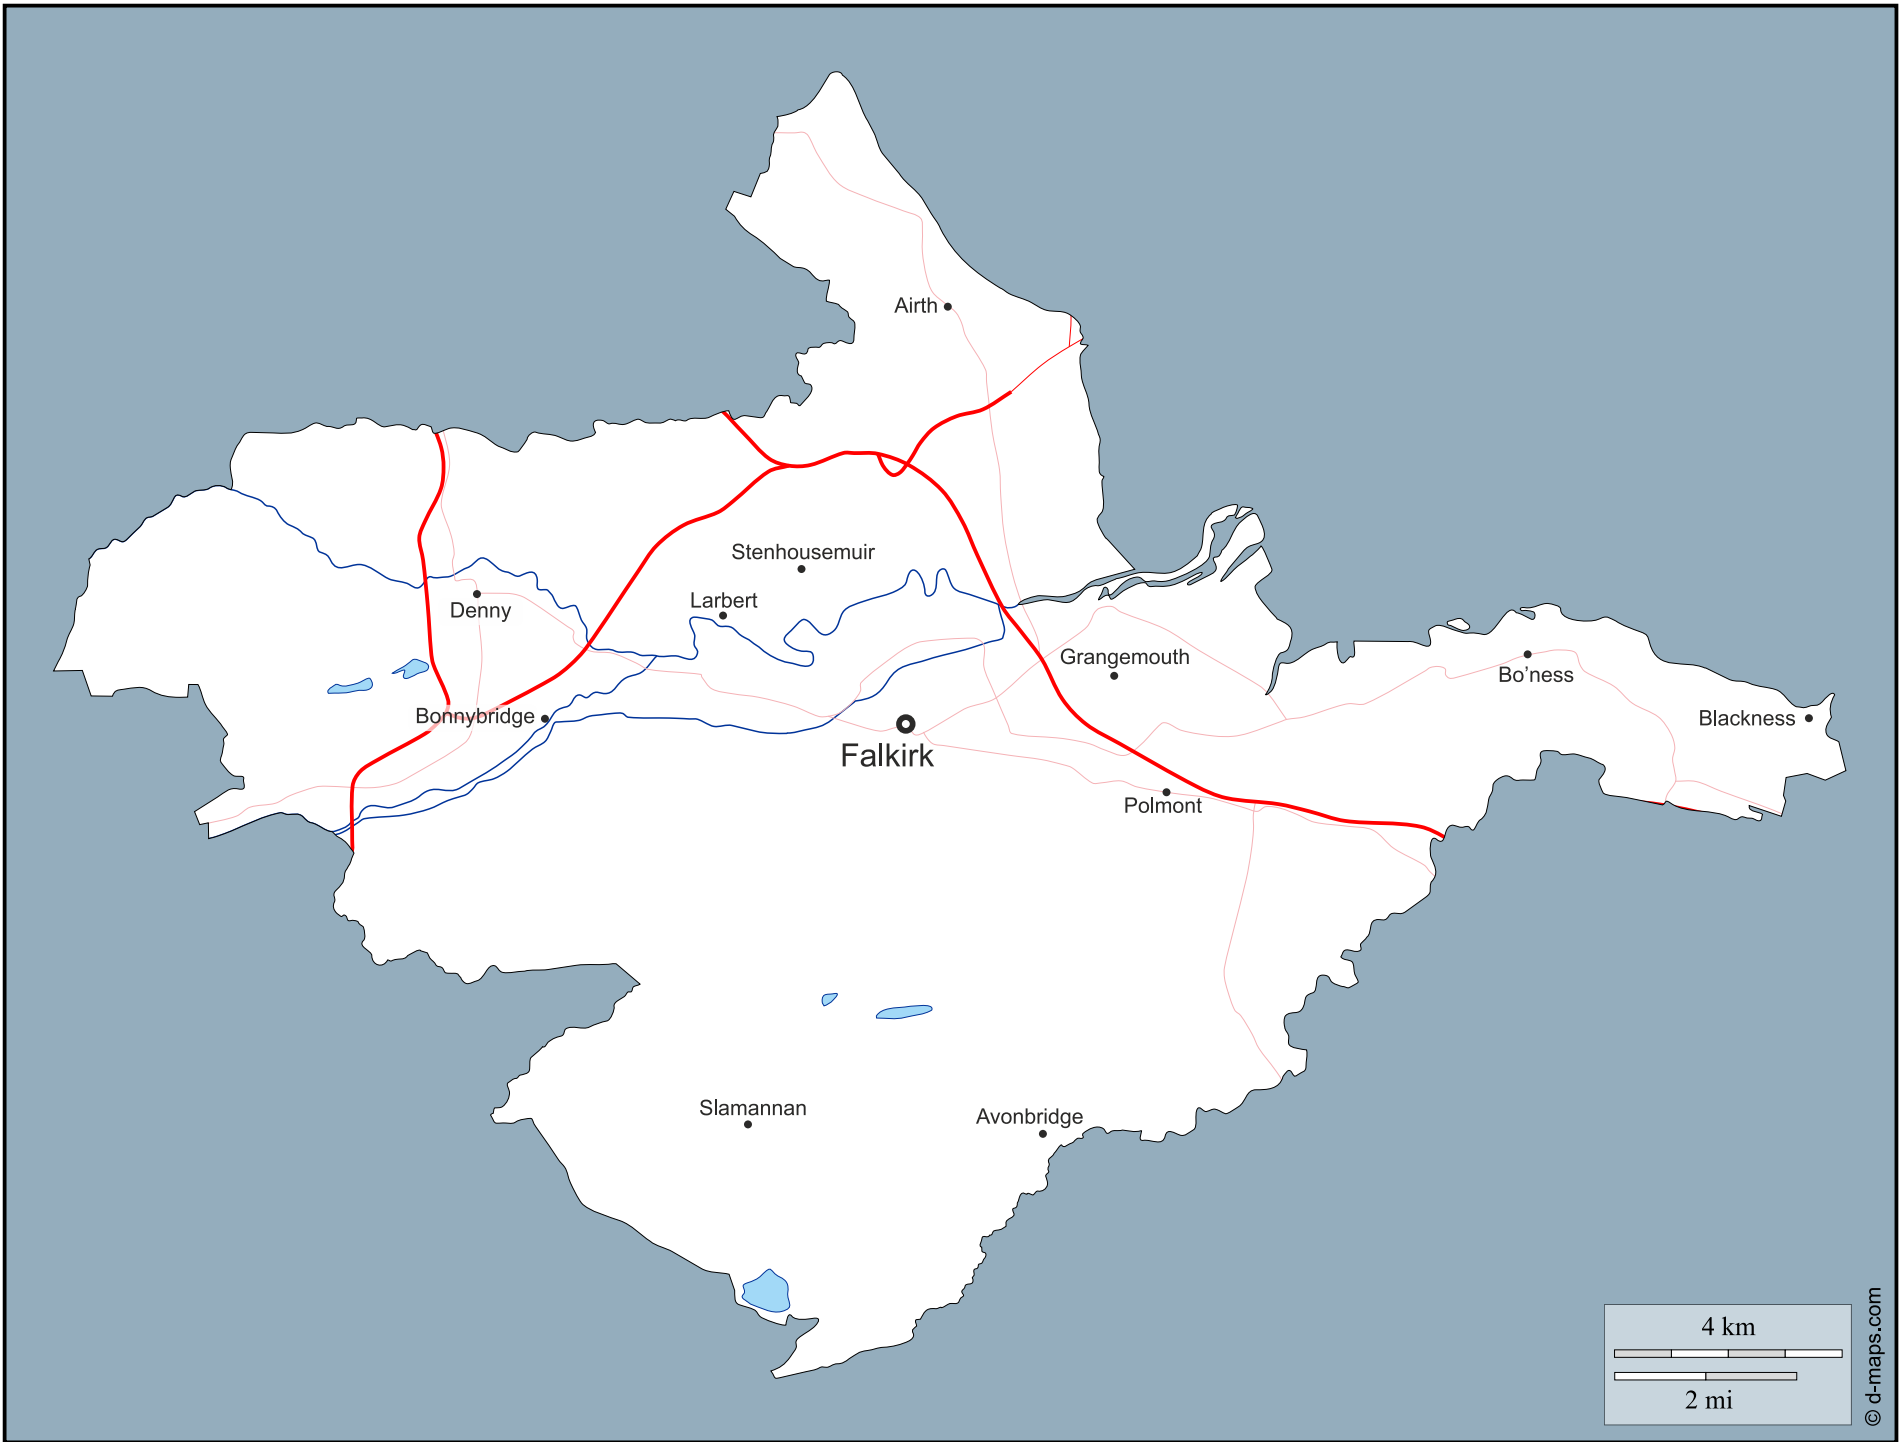 Airth
Stenhousemuir
Larbert
Denny
Grangemouth
Bo'ness
Bonnybridge
Blackness
Falkirk
Polmont
Slamannan
Avonbridge
4 km
2 mi
© d-maps.com